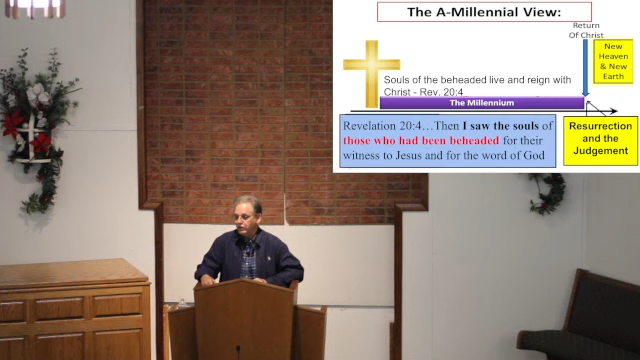 The A-Millennial View:
Return
Of Christ
New
Heaven
& New
Earth
Souls of the beheaded live and reign with
Christ - Rev. 20:4
The Millennium
Revelation 20:4…Then I saw the souls of
those who had been beheaded for their
witness to Jesus and for the word of God
Resurrection
and the
Judgement